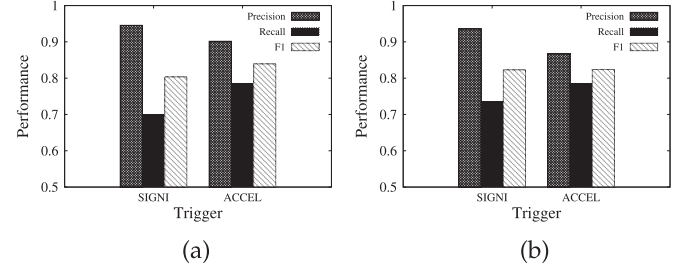 1
0.9
0.8
0.7
0.6
0.5
Performance
SIGNI
ACCEL
Trigger
Precision
Recall
F1
(a)
1
0.9
0.8
0.7
0.6
0.5
Performance
SIGNI
ACCEL
Trigger
Precision
Recall
F1
(b)